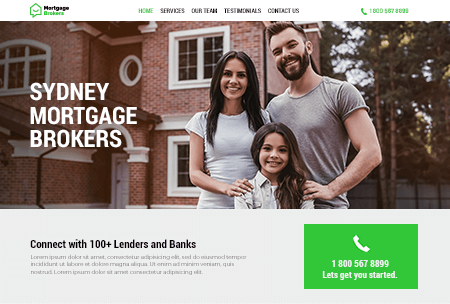 Mortgage
Brokers
HOME SERVICES OUR TEAM TESTIMONIALS CONTACT US
1 800 567 8899
SYDNEY
MORTGAGE
BROKERS
Connect with 100+ Lenders and Banks
Lorem ipsum dolor sit amet, consectetur adipisicing elit, sed do eiusmod tempor
incididunt ut labore et dolore magna aliqua. Ut enim ad minim veniam, quis
nostrud. Lorem ipsum dolor sit amet, consectetur adipisicing elit.
1 800 567 8899
Lets get you started.